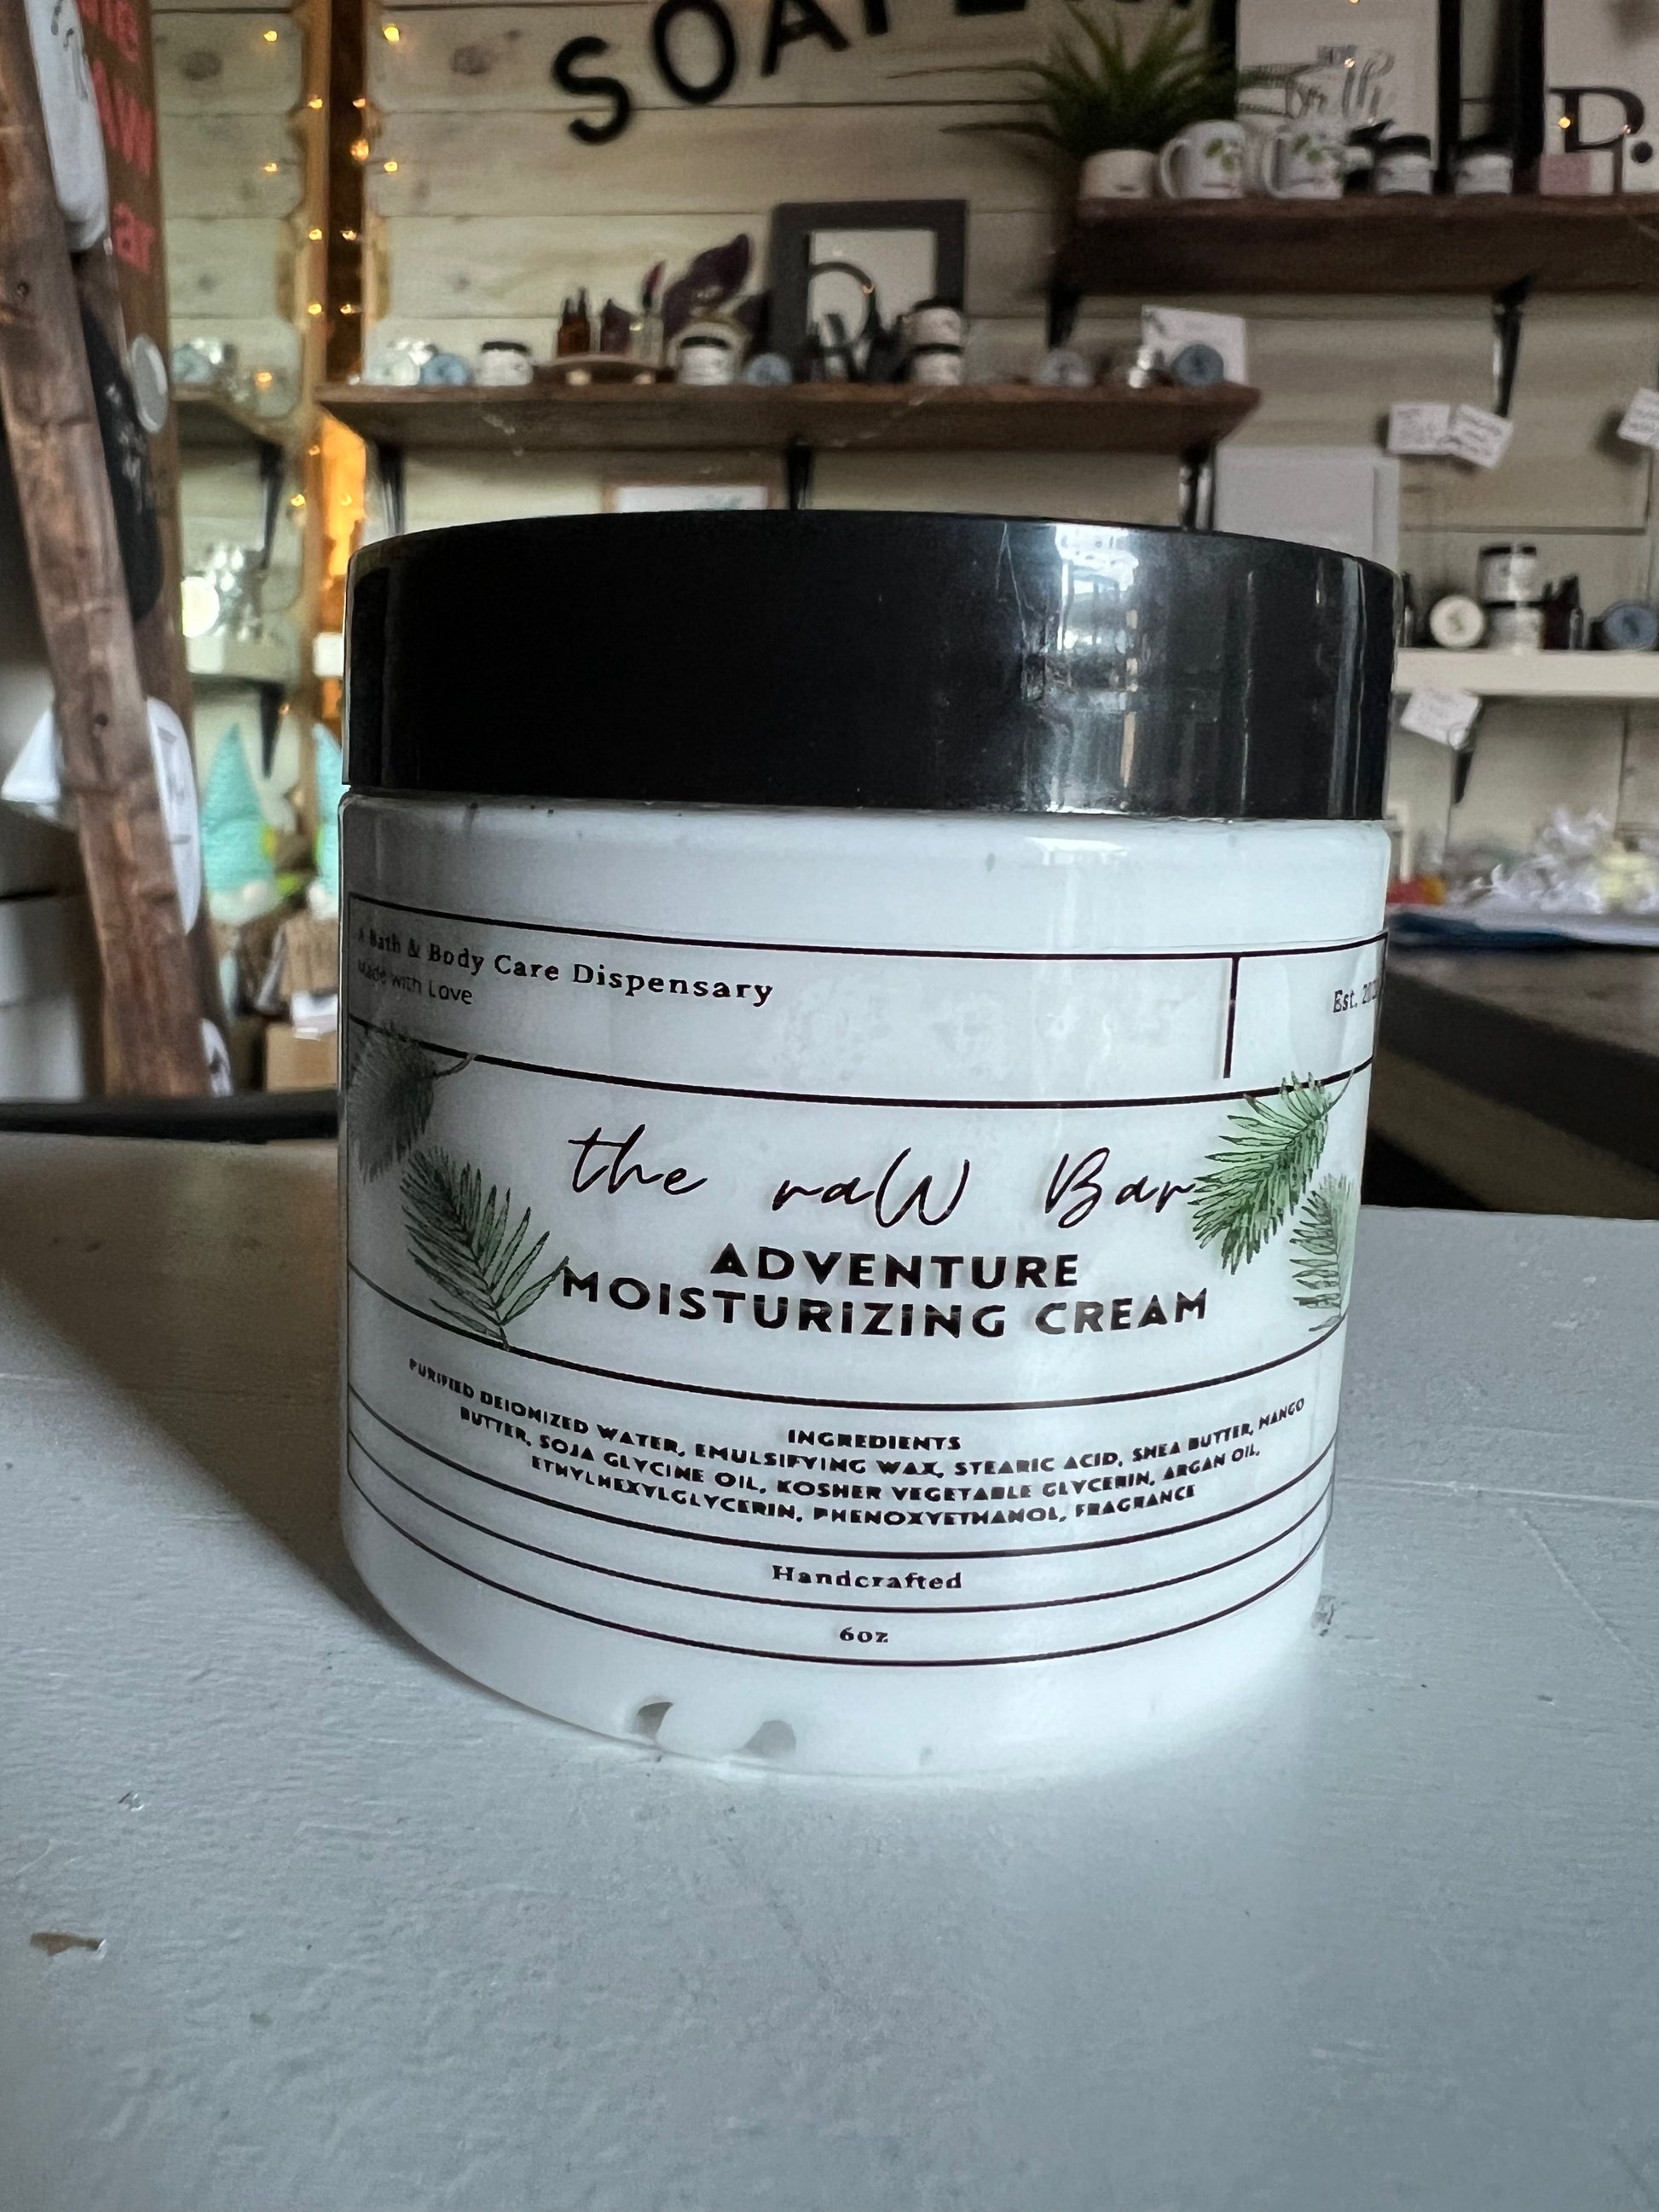 A Bath & Body Care Dispensary
Made with Love
Est.
the raW Bar
ADVENTURE
MOISTURIZING CREAM
INGREDIENTS
PURIFIED DEIONIZED WATER, EMULSIFYING WAX, STEARIC ACID, SHEA BUTTER, MANGO
BUTTER, SOJA GLYCINE OIL, KOSHER VEGETABLE GLYCERIN, ARGAN OIL,
ETHYLHEXYLGLYCERIN, PHENOXYETHANOL, FRAGRANCE
Handcrafted
6oz